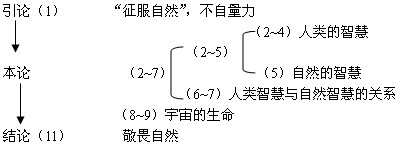 引论（1） “征服自然”，不自量力
（2~4）人类的智慧
（2~5）
本论 （2~7） （5）自然的智慧
（6~7）人类智慧与自然智慧的关系
（8~9）宇宙的生命
结论（11） 敬畏自然